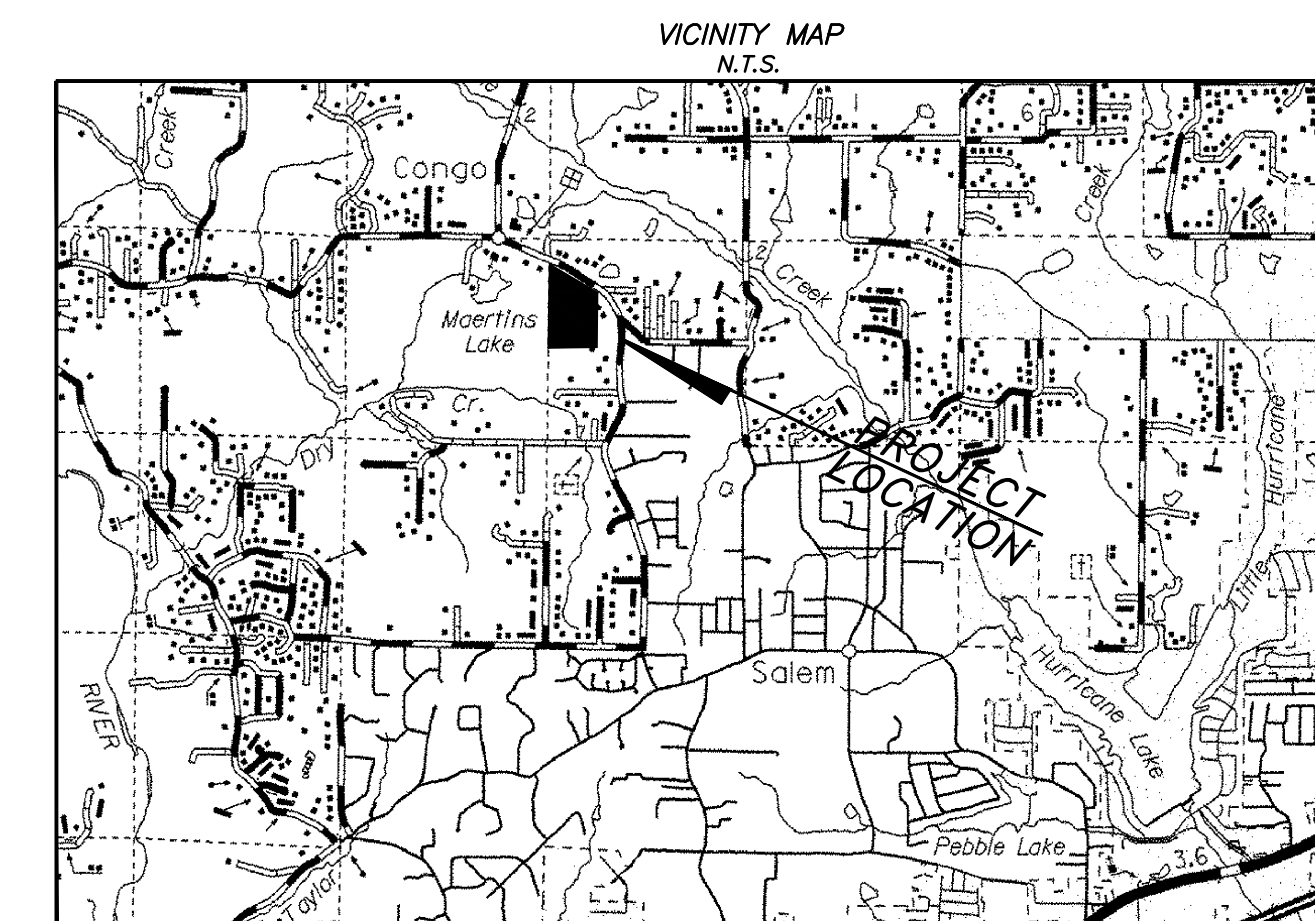 VICINITY MAP
N.T.S.
Creek
2
6
Congo
Creek
2
Creek
Maertins
Lake
Cr.
Dry
PROJECT
LOCATION
Hurricane
Little
Salem
Hurricane Lake
RIVER
Pebble Lake
3.6
Taylor